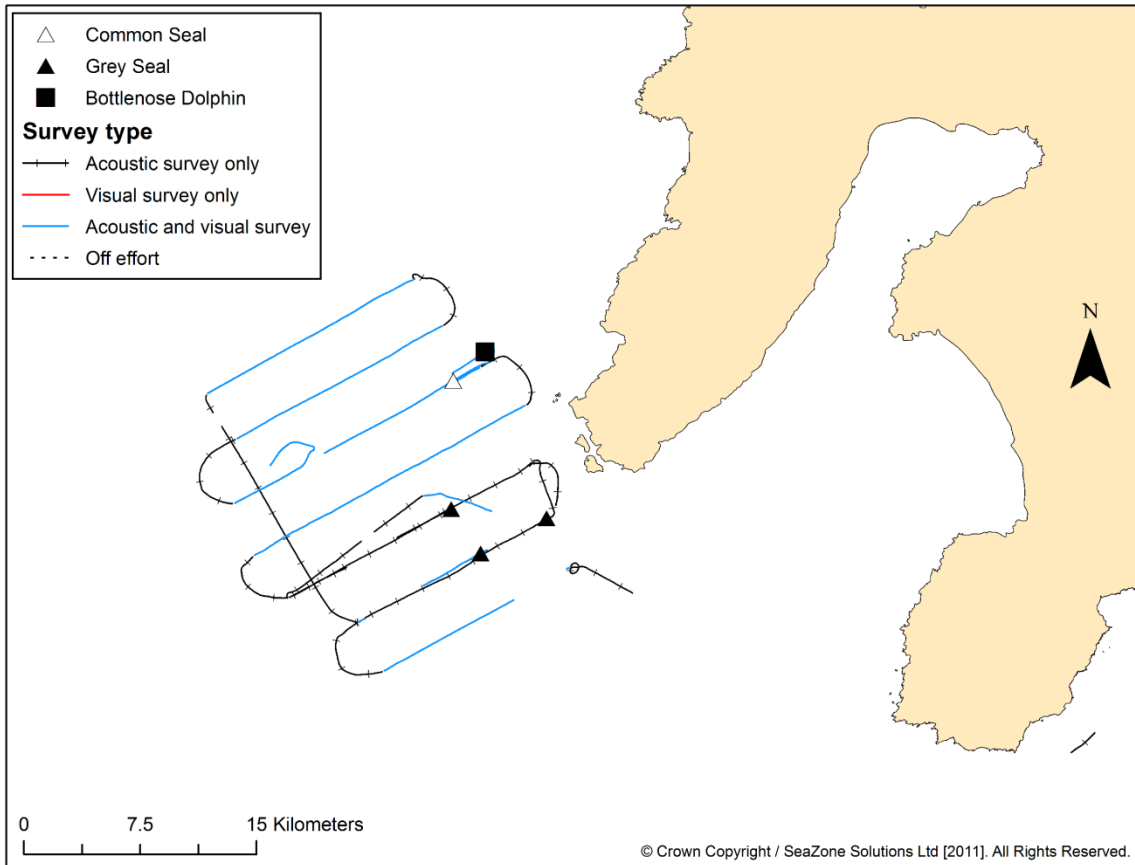 Common Seal
Grey Seal
Bottlenose Dolphin
Survey type
Acoustic survey only
Visual survey only
Acoustic and visual survey
Off effort
N
0 7.5 15 Kilometers
© Crown Copyright / SeaZone Solutions Ltd [2011]. All Rights Reserved.